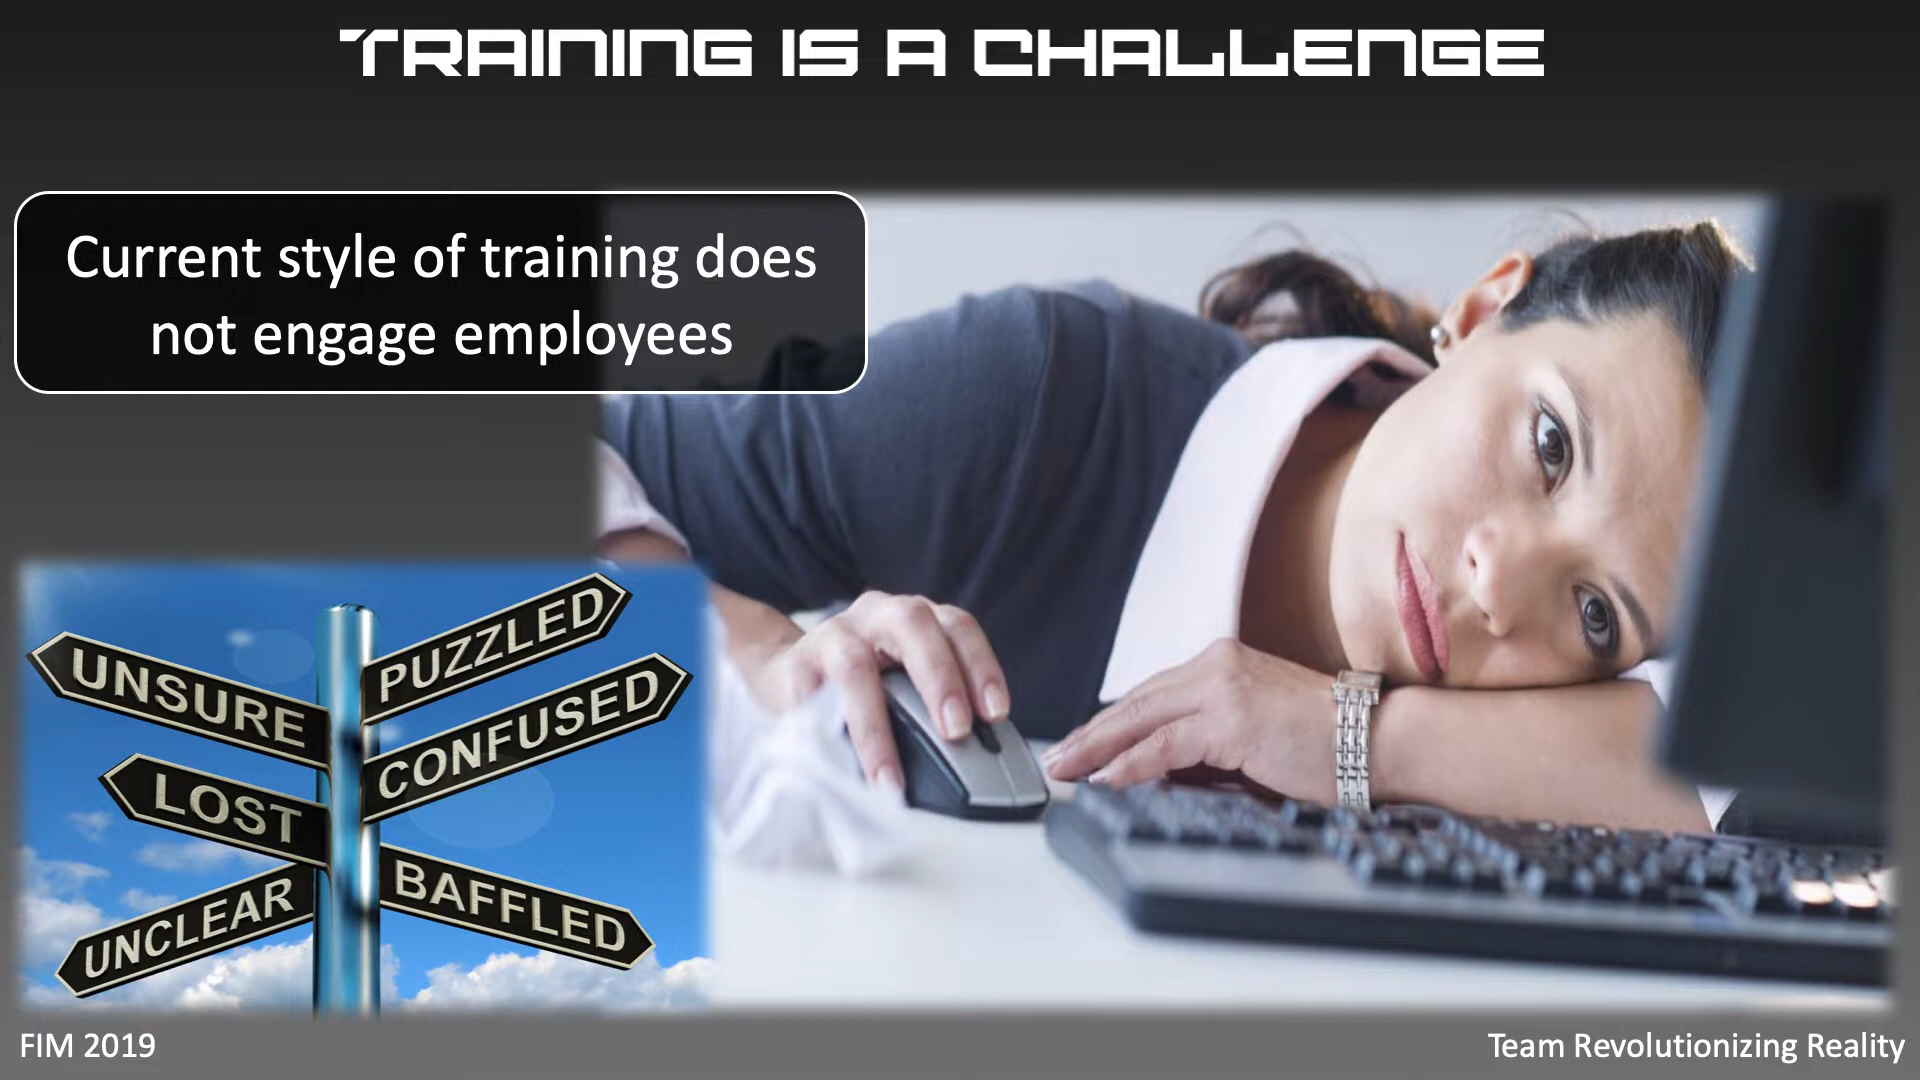 TRAINING IS A CHALLENGE
Current style of training does
not engage employees
PUZZLED
UNSURE
CONFUSED
LOST
BAFFLED
UNCLEAR
FIM 2019
Team Revolutionizing Reality